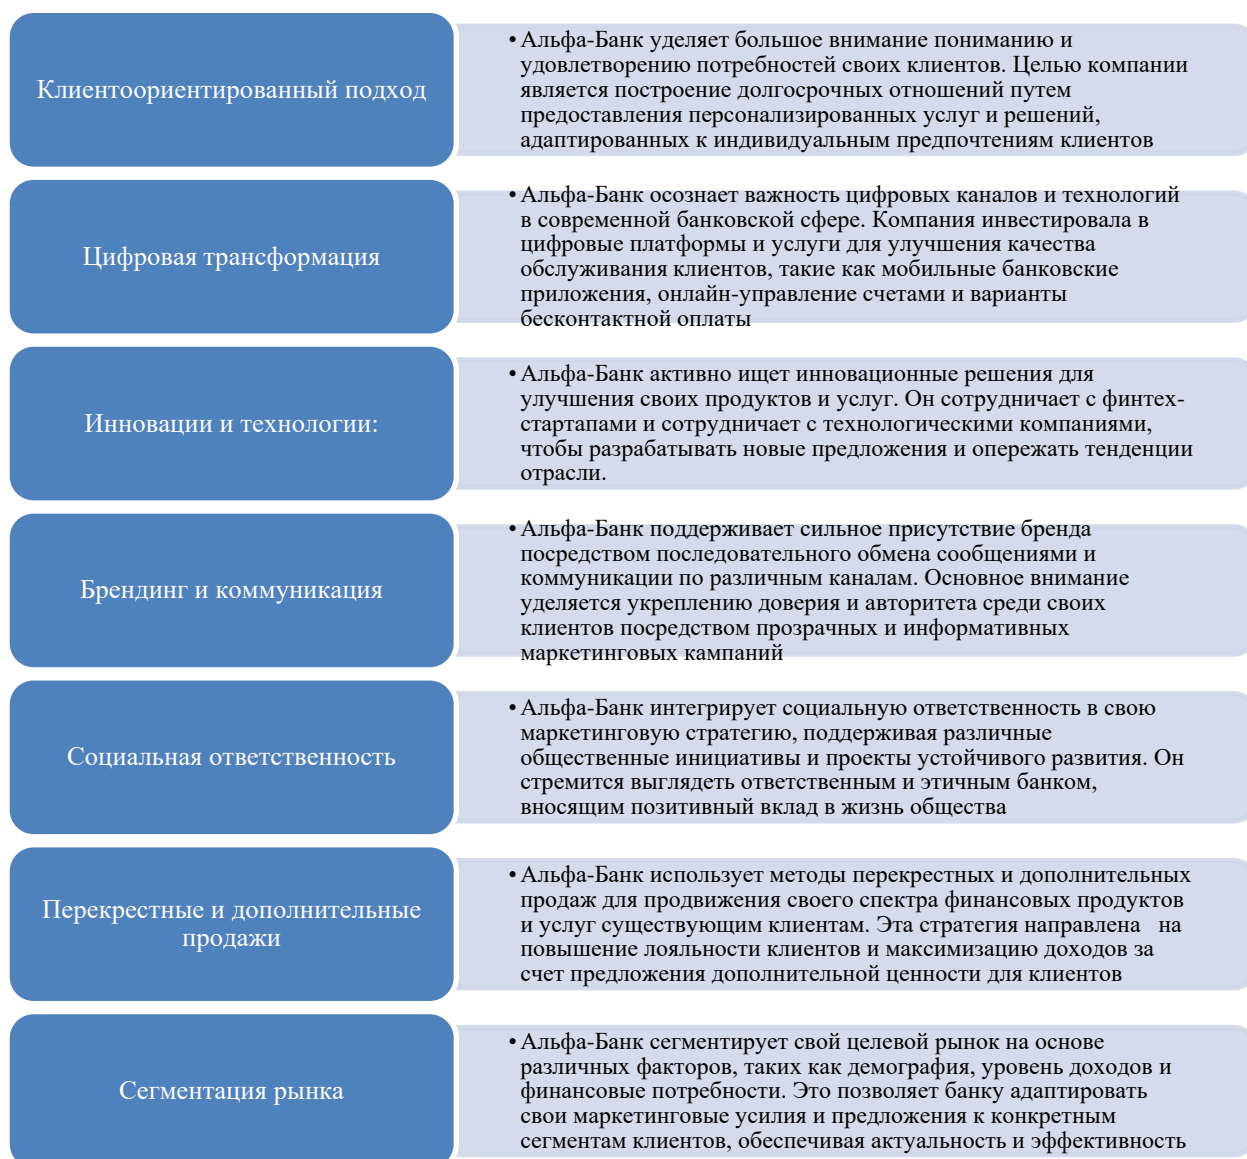 Клиентоориентированный подход
• Альфа-Банк уделяет большое внимание пониманию и
удовлетворению потребностей своих клиентов. Целью компании
является построение долгосрочных отношений путем
предоставления персонализированных услуг и решений,
адаптированных к индивидуальным предпочтениям клиентов
Цифровая трансформация
• Альфа-Банк осознает важность цифровых каналов и технологий
в современной банковской сфере. Компания инвестировала в
цифровые платформы и услуги для улучшения качества
обслуживания клиентов, такие как мобильные банковские
приложения, онлайн-управление счетами и варианты
бесконтактной оплаты
Инновации и технологии:
• Альфа-Банк активно ищет инновационные решения для
улучшения своих продуктов и услуг. Он сотрудничает с финтех-
стартапами и сотрудничает с технологическими компаниями,
чтобы разрабатывать новые предложения и опережать тенденции
отрасли.
Брендинг и коммуникация
• Альфа-Банк поддерживает сильное присутствие бренда
посредством последовательного обмена сообщениями и
коммуникации по различным каналам. Основное внимание
уделяется укреплению доверия и авторитета среди своих
клиентов посредством прозрачных и информативных
маркетинговых кампаний
Социальная ответственность
• Альфа-Банк интегрирует социальную ответственность в свою
маркетинговую стратегию, поддерживая различные
общественные инициативы и проекты устойчивого развития. Он
стремится выглядеть ответственным и этичным банком,
вносящим позитивный вклад в жизнь общества
Перекрестные и дополнительные
продажи
• Альфа-Банк использует методы перекрестных и дополнительных
продаж для продвижения своего спектра финансовых продуктов
и услуг существующим клиентам. Эта стратегия направлена на
повышение лояльности клиентов и максимизацию доходов за
счет предложения дополнительной ценности для клиентов
Сегментация рынка
• Альфа-Банк сегментирует свой целевой рынок на основе
различных факторов, таких как демография, уровень доходов и
финансовые потребности. Это позволяет банку адаптировать
свои маркетинговые усилия и предложения к конкретным
сегментам клиентов, обеспечивая актуальность и эффективность